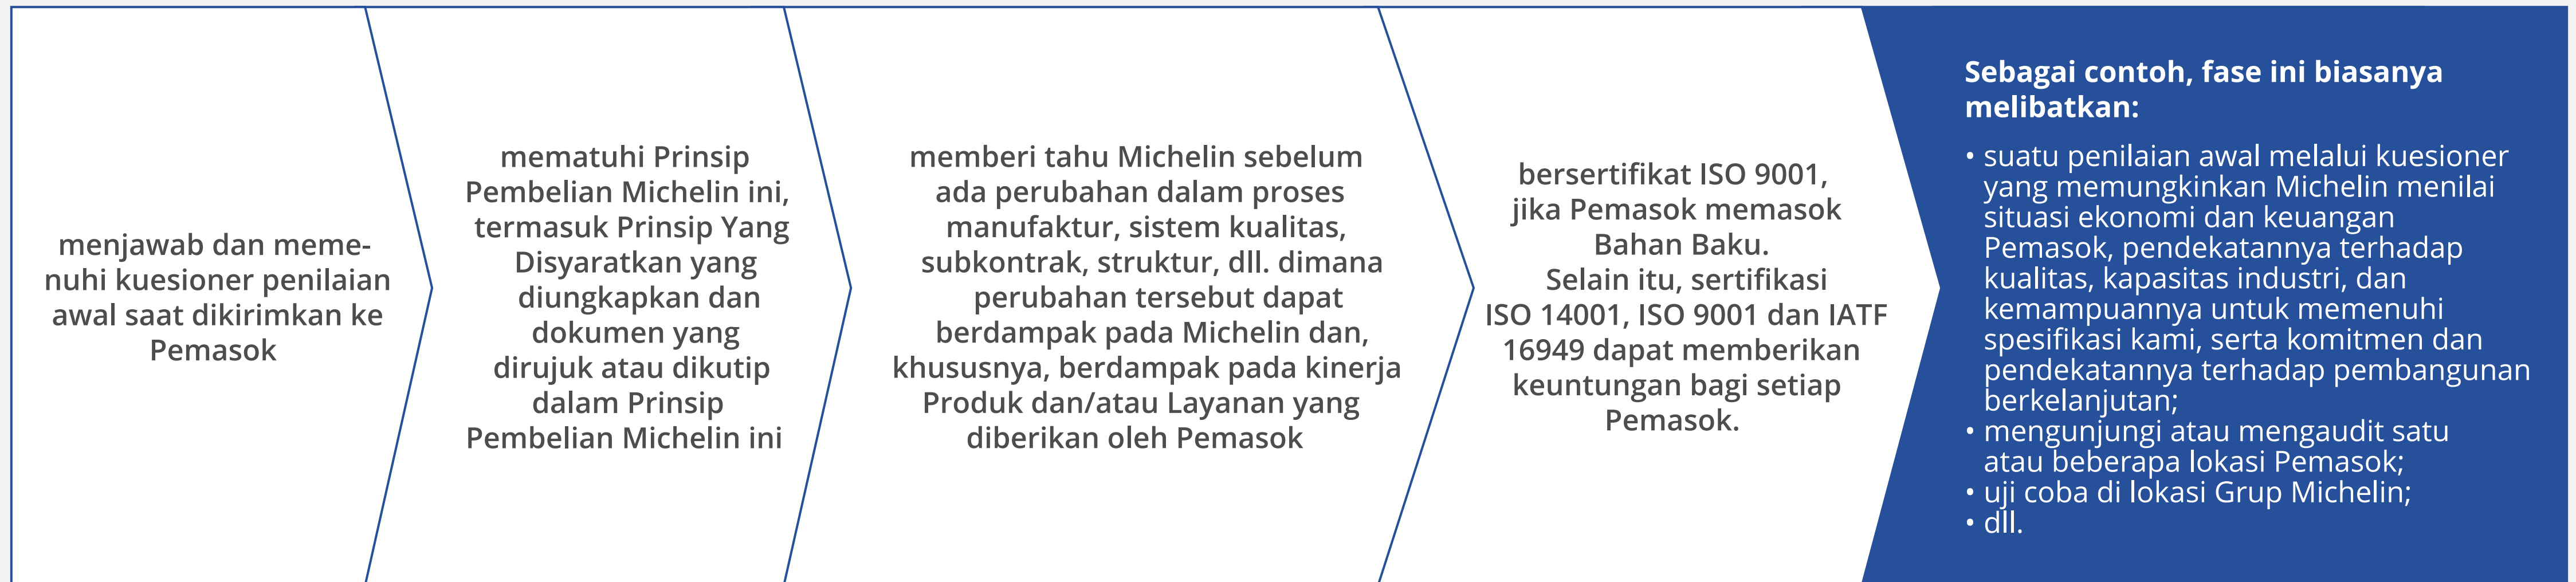 menjawab dan meme-
nuhi kuesioner penilaian
awal saat dikirimkan ke
Pemasok
mematuhi Prinsip
Pembelian Michelin ini,
termasuk Prinsip Yang
Disyaratkan yang
diungkapkan dan
dokumen yang
dirujuk atau dikutip
dalam Prinsip
Pembelian Michelin ini
memberi tahu Michelin sebelum
ada perubahan dalam proses
manufaktur, sistem kualitas,
subkontrak, struktur, dll. dimana
perubahan tersebut dapat
berdampak pada Michelin dan,
khususnya, berdampak pada kinerja
Produk dan/atau Layanan yang
diberikan oleh Pemasok
bersertifikat ISO 9001,
jika Pemasok memasok
Bahan Baku.
Selain itu, sertifikasi
ISO 14001, ISO 9001 dan IATF
16949 dapat memberikan
keuntungan bagi setiap
Pemasok.
Sebagai contoh, fase ini biasanya
melibatkan:
• suatu penilaian awal melalui kuesioner
yang memungkinkan Michelin menilai
situasi ekonomi dan keuangan
Pemasok, pendekatannya terhadap
kualitas, kapasitas industri, dan
kemampuannya untuk memenuhi
spesifikasi kami, serta komitmen dan
pendekatannya terhadap pembangunan
berkelanjutan;
• mengunjungi atau mengaudit satu
atau beberapa lokasi Pemasok;
• uji coba di lokasi Grup Michelin;
• dll.